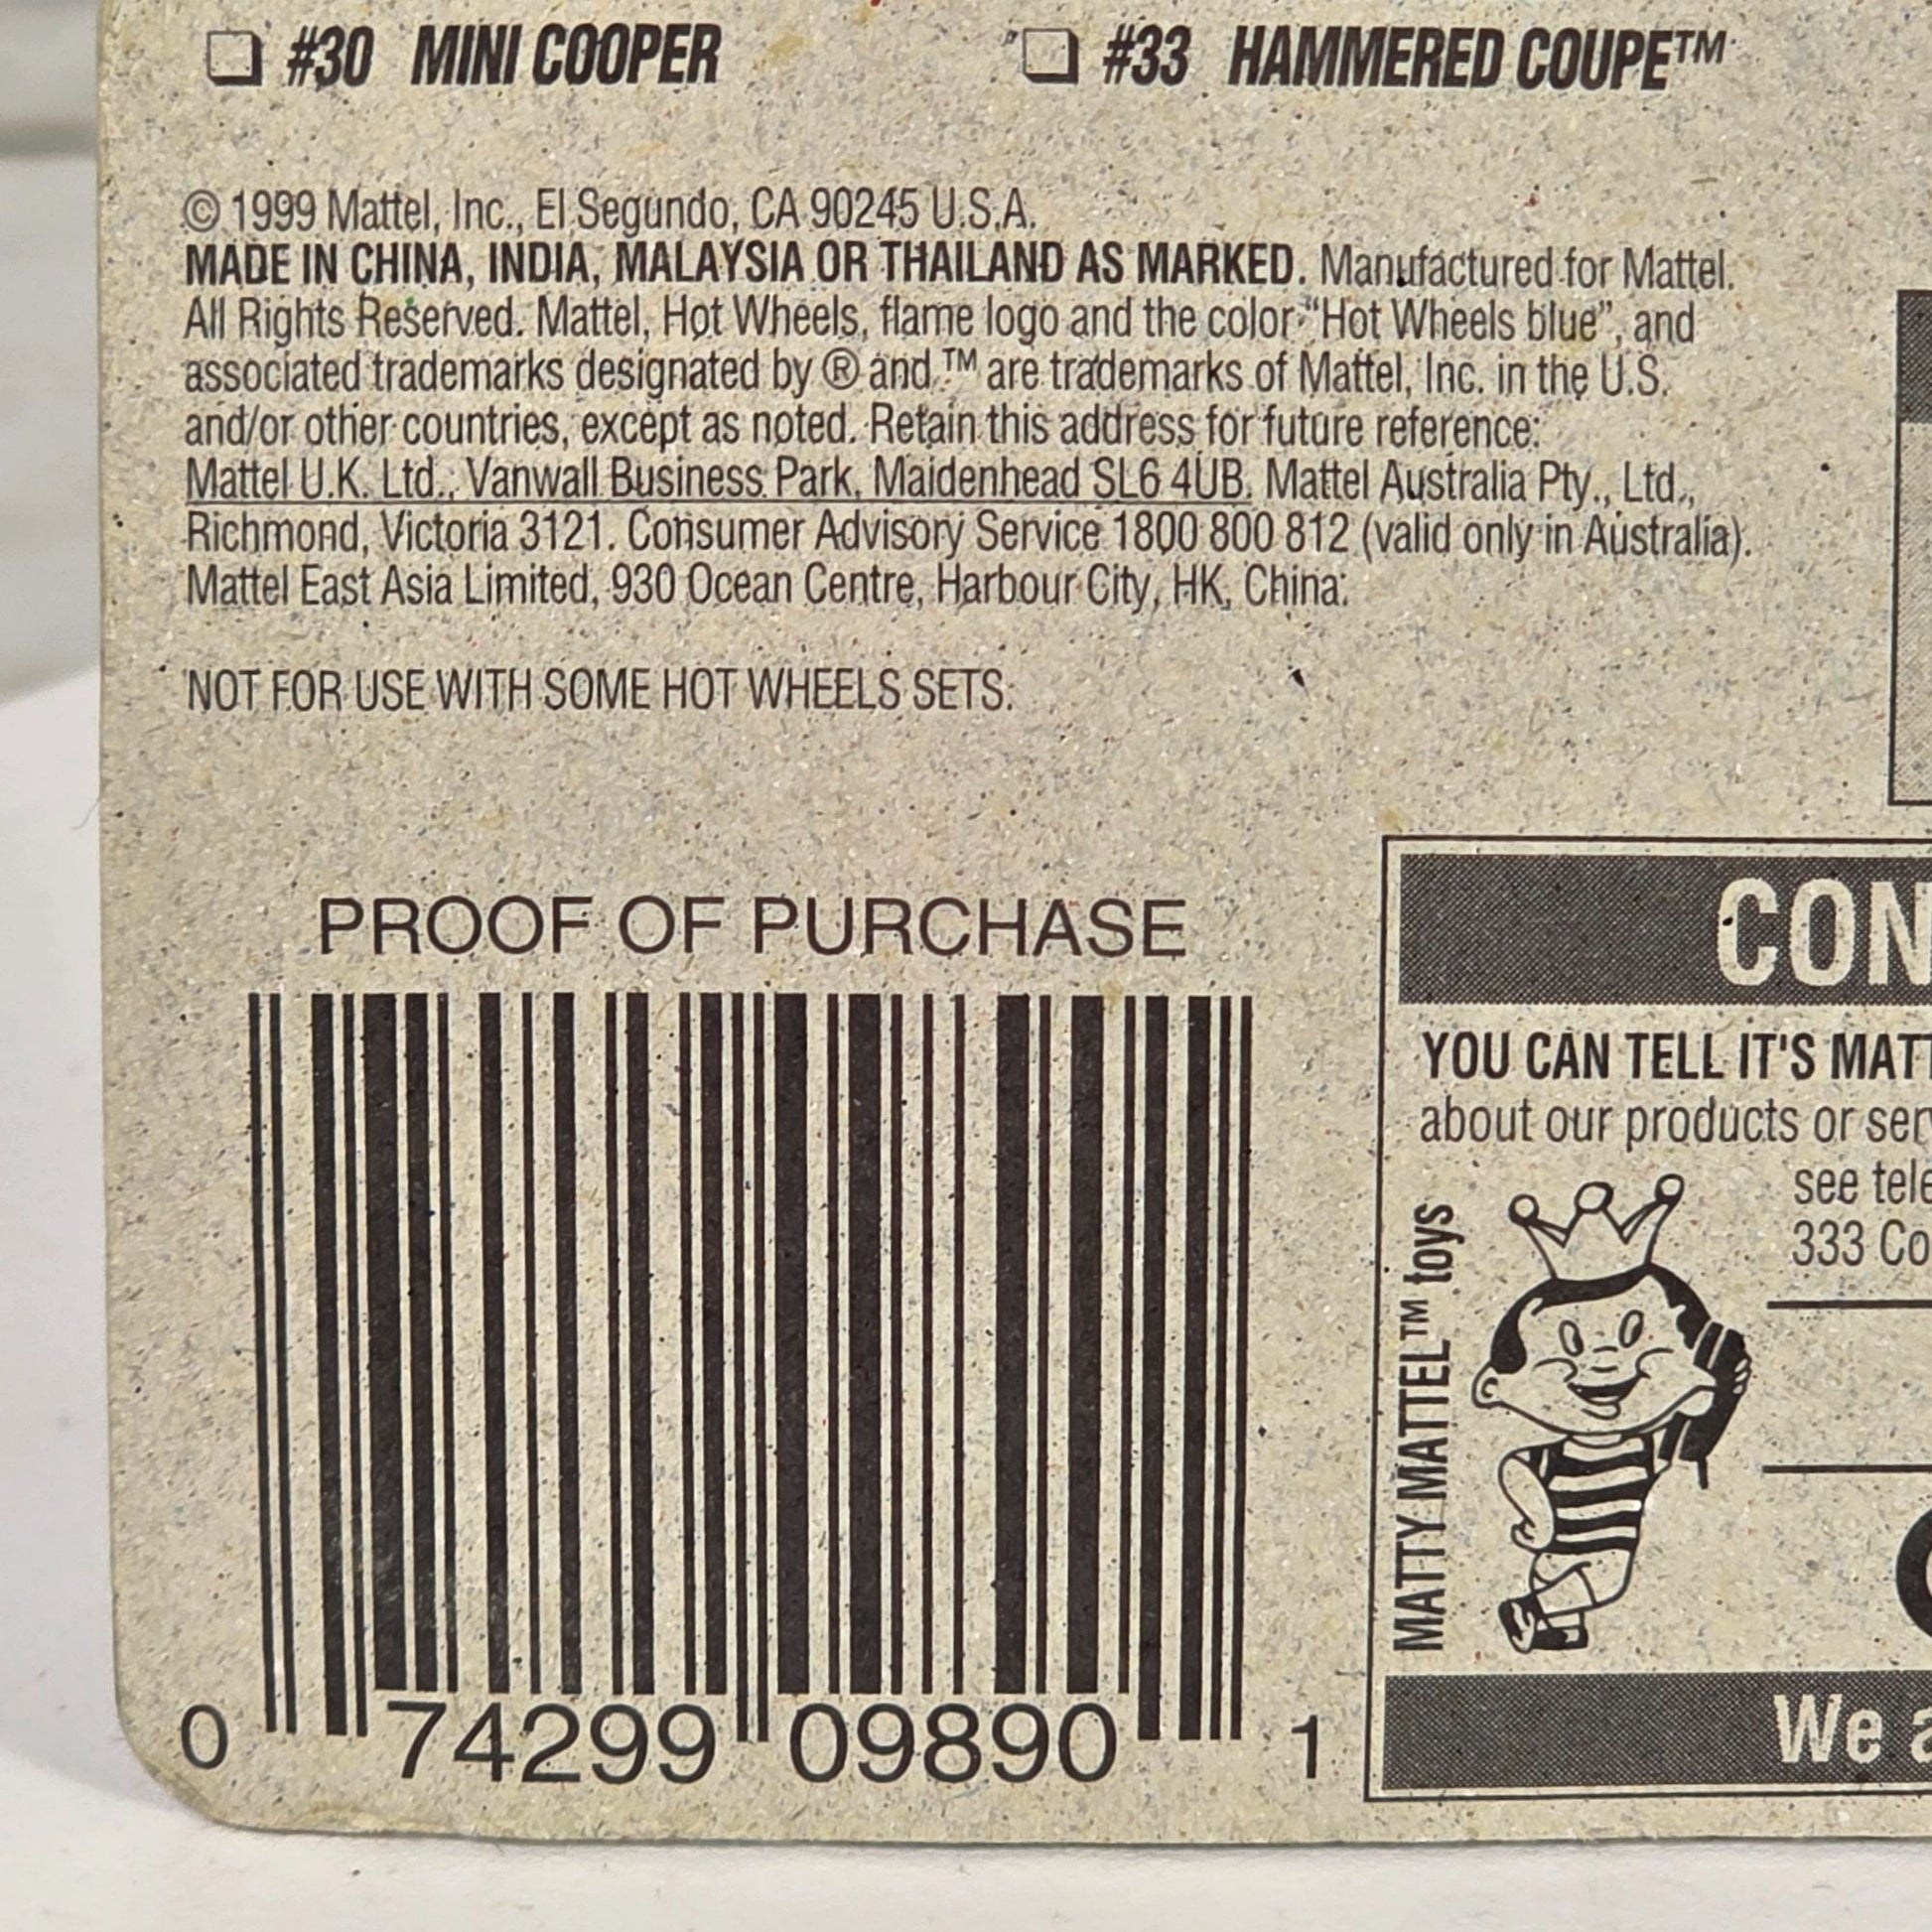 #30 MINI COOPER
#33 HAMMERED COUPE™
© 1999 Mattel, Inc., El Segundo, CA 90245 U.S.A.
MADE IN CHINA, INDIA, MALAYSIA OR THAILAND AS MARKED. Manufactured for Mattel.
All Rights Reserved. Mattel, Hot Wheels, flame logo and the color "Hot Wheels blue", and
associated trademarks designated by ® and ™ are trademarks of Mattel, Inc. in the U.S.
and/or other countries, except as noted. Retain this address for future reference:
Mattel U.K. Ltd., Vanwall Business Park, Maidenhead SL6 4UB. Mattel Australia Pty., Ltd.,
Richmond, Victoria 3121. Consumer Advisory Service 1800 800 812 (valid only in Australia).
Mattel East Asia Limited, 930 Ocean Centre, Harbour City, HK, China.
NOT FOR USE WITH SOME HOT WHEELS SETS.
PROOF OF PURCHASE
0 74299 09890 1
CON
YOU CAN TELL IT'S MATT
about our products or ser
see tele
333 Co
MATTY MATTEL™ toys
We a